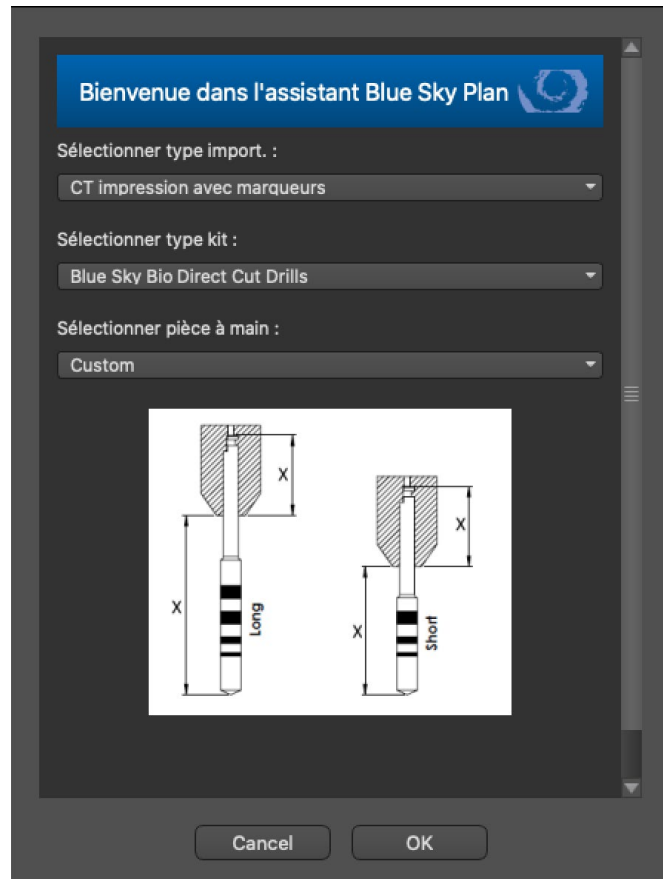 Bienvenue dans l'assistant Blue Sky Plan
Sélectionner type import. :
CT impression avec marqueurs
Sélectionner type kit :
Blue Sky Bio Direct Cut Drills
Sélectionner pièce à main :
Custom
X
X
X
X
Long
Short
Cancel
OK